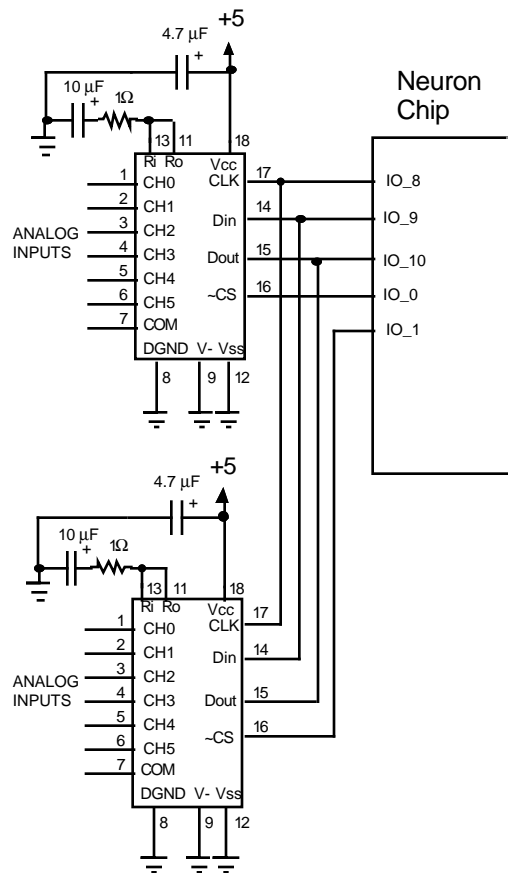 +5
4.7 µF
+
10 µF
+
1Ω
13 11 18
Ri Ro Vcc
1 CH0
2 CH1
3 CH2
4 CH3
5 CH4
6 CH5
7 COM
ANALOG
INPUTS
CLK 17
Din 14
Dout 15
~CS 16
DGND V- Vss
8 9 12
Neuron
Chip
IO_8
IO_9
IO_10
IO_0
IO_1
+5
4.7 µF
+
10 µF
+
1Ω
13 11 18
Ri Ro Vcc
1 CH0
2 CH1
3 CH2
4 CH3
5 CH4
6 CH5
7 COM
ANALOG
INPUTS
CLK 17
Din 14
Dout 15
~CS 16
DGND V- Vss
8 9 12